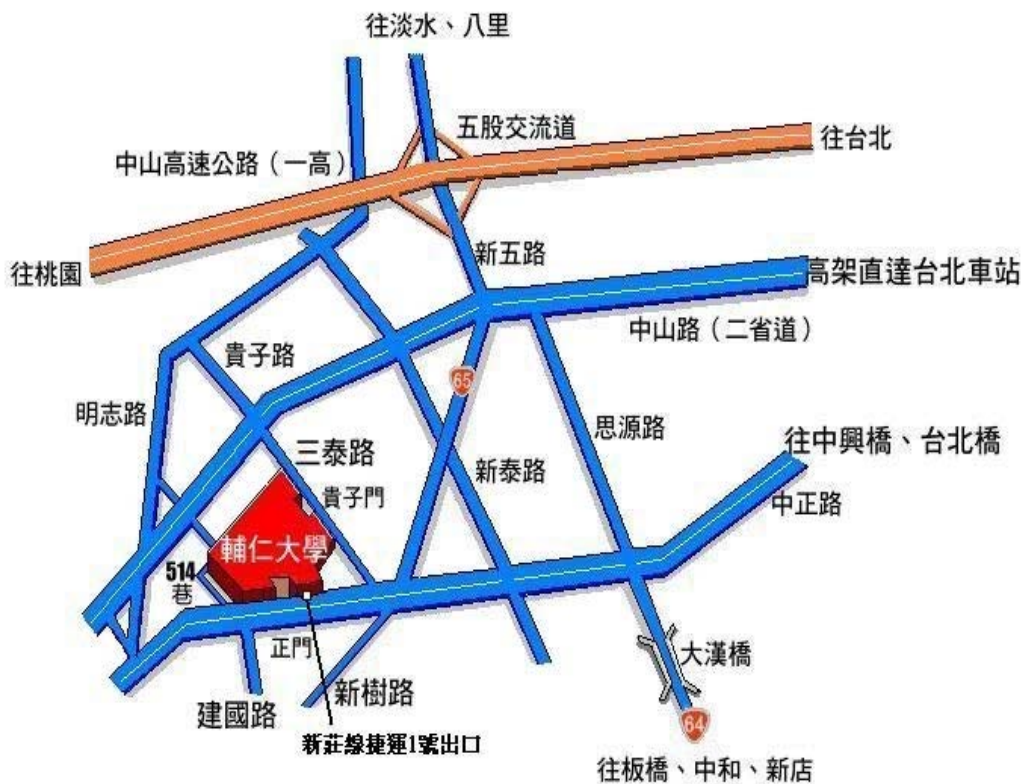 往淡水、八里
五股交流道
往台北
中山高速公路（一高）
新五路
往桃園
高架直達台北車站
中山路（二省道）
貴子路
65
明志路
思源路
往中興橋、台北橋
三泰路
新泰路
貴子門
中正路
輔仁大學
514
巷
正門
大漢橋
新樹路
建國路
64
新莊線捷運1號出口
往板橋、中和、新店